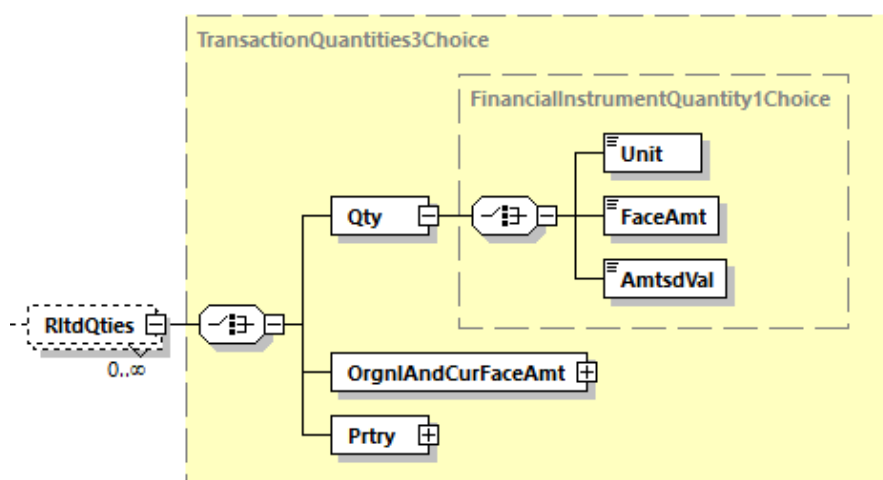 TransactionQuantities3Choice
FinancialInstrumentQuantity1Choice
Unit
Qty
FaceAmt
AmtsdVal
RltdQties
0..∞
OrgnlAndCurFaceAmt
Prtry